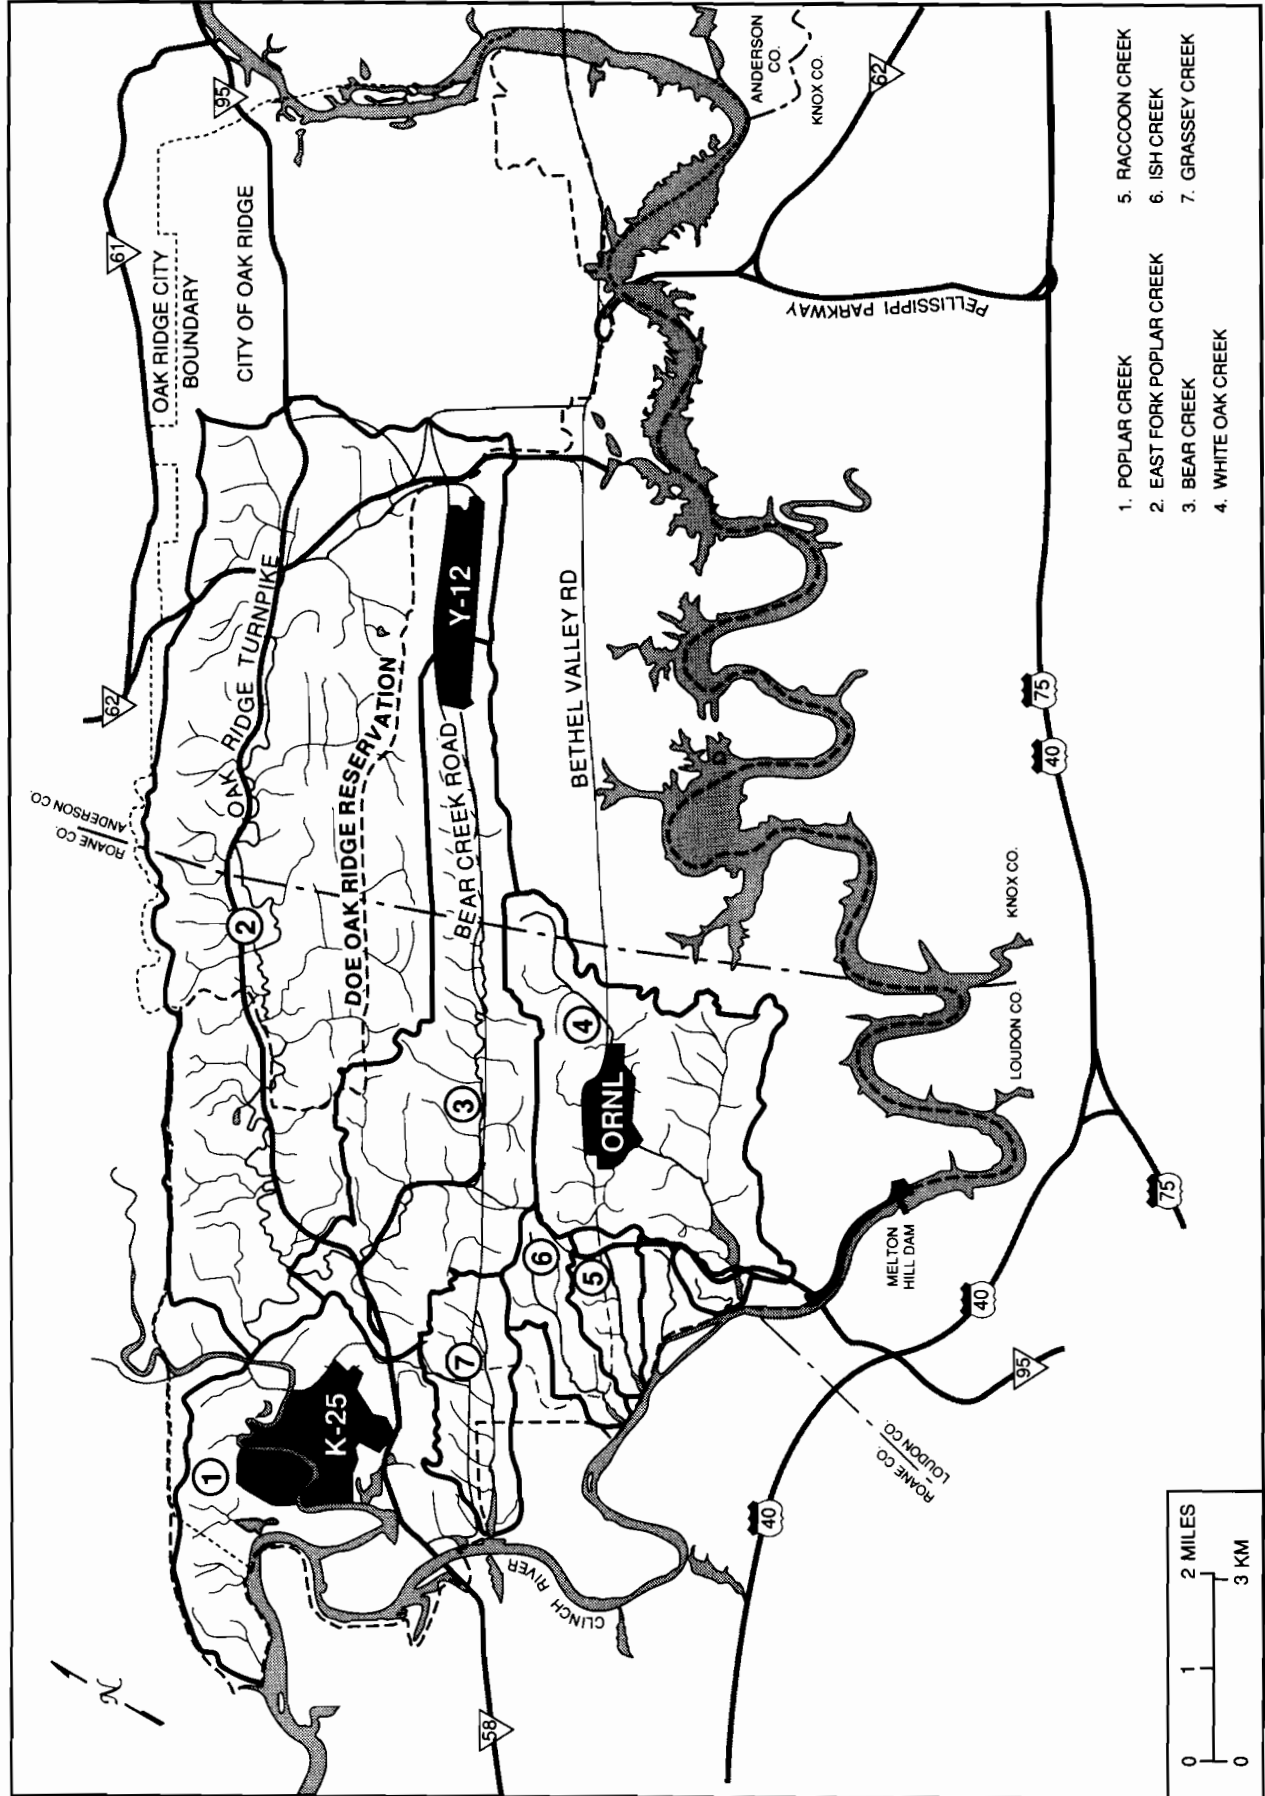 61
95
62
OAK RIDGE CITY
BOUNDARY
CITY OF OAK RIDGE
ANDERSON
CO.
KNOX CO.
62
ROANE CO.
ANDERSON CO.
OAK RIDGE TURNPIKE
2
DOE OAK RIDGE RESERVATION
BEAR CREEK ROAD
Y-12
BETHEL VALLEY RD
PELLISSIPPI PARKWAY
1
K-25
7
3
6
5
4
ORNL
CLINCH RIVER
MELTON
HILL DAM
LOUDON CO.
KNOX CO.
ROANE CO.
LOUDON CO.
58
40
95
40
75
40
75
N
0 1 2 MILES
0 3 KM
1. POPLAR CREEK
2. EAST FORK POPLAR CREEK
3. BEAR CREEK
4. WHITE OAK CREEK
5. RACCOON CREEK
6. ISH CREEK
7. GRASSEY CREEK